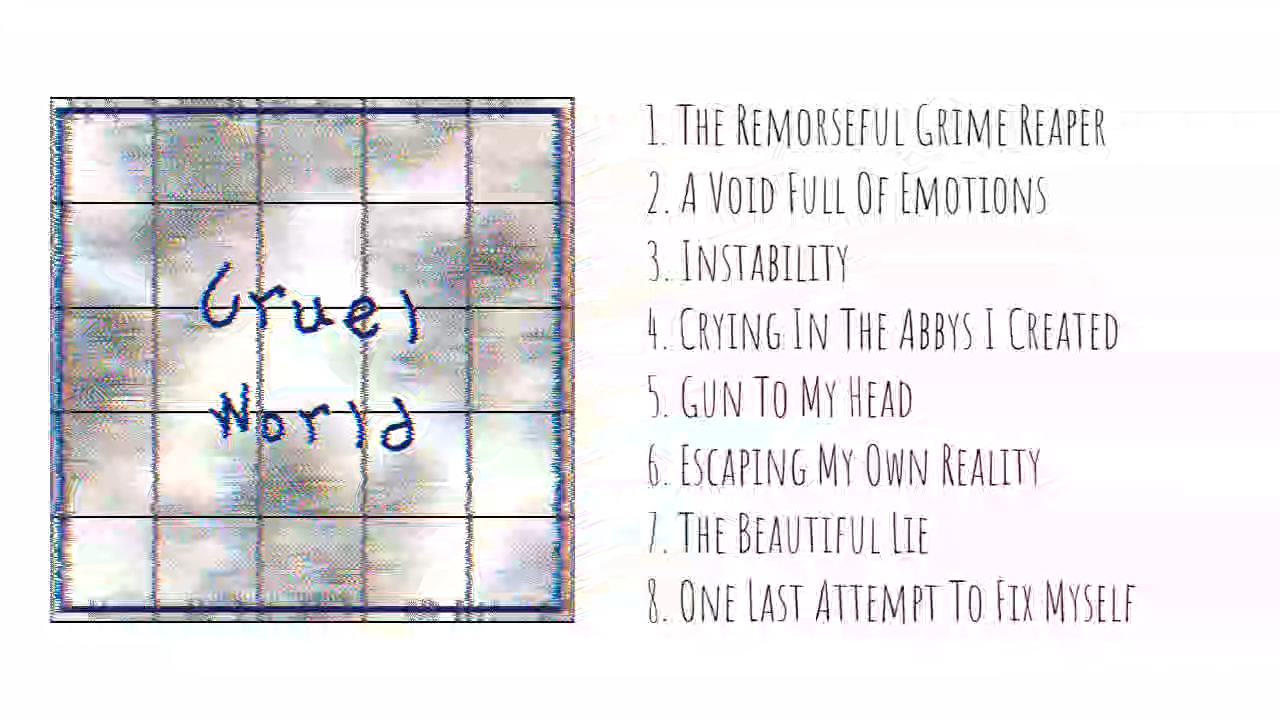 Cruel
World
1. The Remorseful Grime Reaper
2. A Void Full Of Emotions
3. Instability
4. Crying In The Abbys I Created
5. Gun To My Head
6. Escaping My Own Reality
7. The Beautiful Lie
8. One Last Attempt To Fix Myself